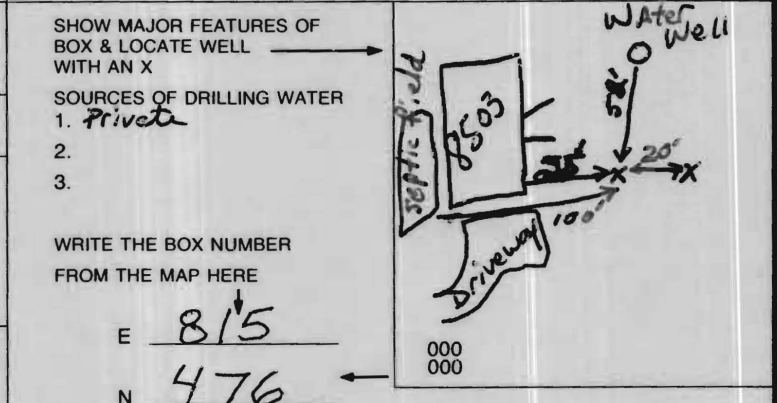 SHOW MAJOR FEATURES OF
BOX & LOCATE WELL
WITH AN X
SOURCES OF DRILLING WATER
1. Private
2.
3.
WRITE THE BOX NUMBER
FROM THE MAP HERE
E 815
N 476
WAter
Well
septic field
8503
58'
20'
X
X
100'
Driveway
000
000